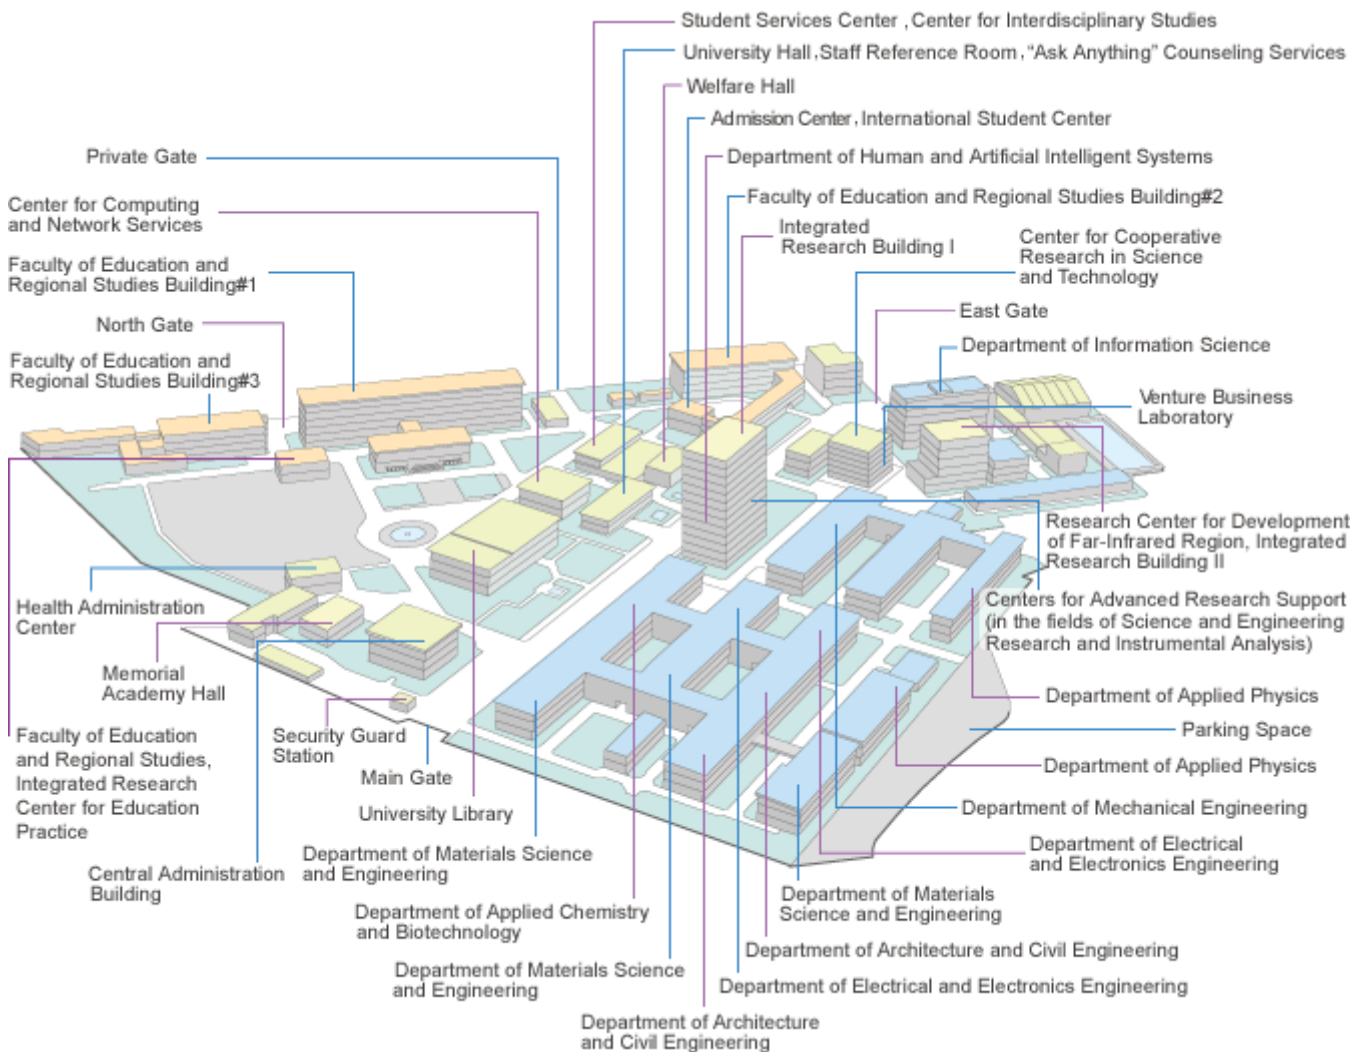 Student Services Center ,Center for Interdisciplinary Studies
University Hall,Staff Reference Room,“Ask Anything” Counseling Services
Welfare Hall
Admission Center,International Student Center
Private Gate
Department of Human and Artificial Intelligent Systems
Faculty of Education and Regional Studies Building#2
Center for Computing
and Network Services
Integrated
Research Building I
Center for Cooperative
Research in Science
and Technology
Faculty of Education and
Regional Studies Building#1
East Gate
North Gate
Department of Information Science
Faculty of Education and
Regional Studies Building#3
Venture Business
Laboratory
Research Center for Development
of Far-Infrared Region, Integrated
Research Building II
Health Administration
Center
Centers for Advanced Research Support
(in the fields of Science and Engineering
Research and Instrumental Analysis)
Memorial
Academy Hall
Department of Applied Physics
Faculty of Education
and Regional Studies,
Integrated Research
Center for Education
Practice
Security Guard
Station
Parking Space
Main Gate
Department of Applied Physics
University Library
Department of Mechanical Engineering
Central Administration
Building
Department of Materials Science
and Engineering
Department of Electrical
and Electronics Engineering
Department of Materials
Science and Engineering
Department of Applied Chemistry
and Biotechnology
Department of Architecture and Civil Engineering
Department of Materials Science
and Engineering
Department of Electrical and Electronics Engineering
Department of Architecture
and Civil Engineering